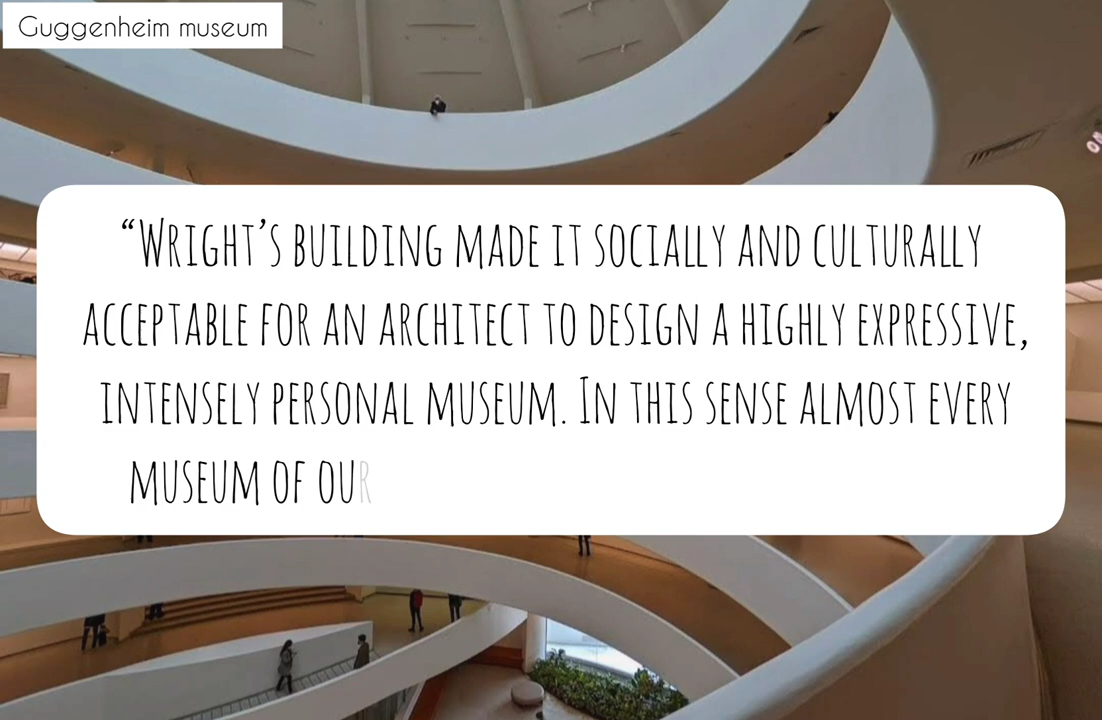 Guggenheim museum
“Wright’s building made it socially and culturally
acceptable for an architect to design a highly expressive,
intensely personal museum. In this sense almost every
museum of our